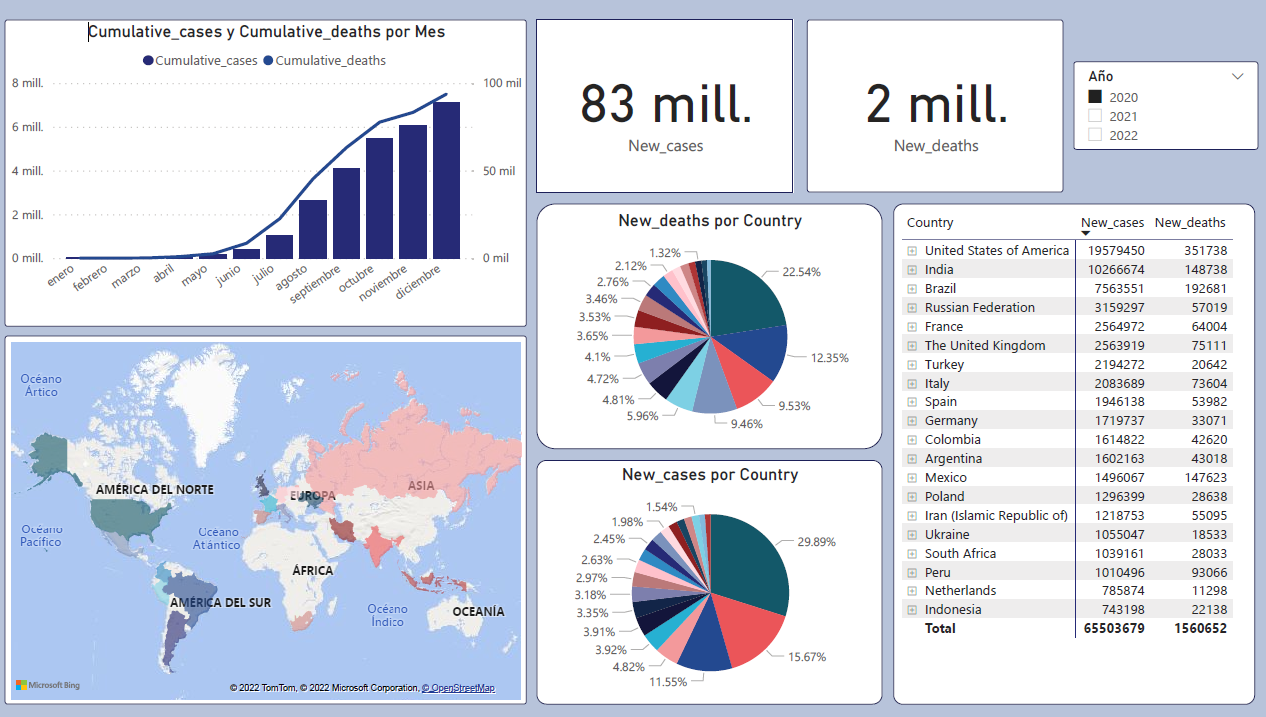 Cumulative_cases y Cumulative_deaths por Mes
Cumulative_cases Cumulative_deaths
8 mill.
6 mill.
4 mill.
2 mill.
0 mill.
100 mil
50 mil
0 mil
enero
febrero
marzo
abril
mayo
junio
julio
agosto
septiembre
octubre
noviembre
diciembre
83 mill.
New_cases
2 mill.
New_deaths
Año
2020
2021
2022
Océano
Ártico
AMÉRICA DEL NORTE
EUROPA
ASIA
Océano
Pacífico
Océano
Atlántico
ÁFRICA
AMÉRICA DEL SUR
Océano
Índico
OCEANÍA
Microsoft Bing
© 2022 TomTom, © 2022 Microsoft Corporation, © OpenStreetMap
New_deaths por Country
1.32%
2.12%
2.76%
3.46%
3.53%
3.65%
4.1%
4.72%
4.81%
5.96%
22.54%
12.35%
9.53%
9.46%
New_cases por Country
1.54%
1.98%
2.45%
2.63%
2.97%
3.18%
3.35%
3.91%
3.92%
4.82%
11.55%
29.89%
15.67%
Country New_cases New_deaths
United States of America 19579450 351738
India 10266674 148738
Brazil 7563551 192681
Russian Federation 3159297 57019
France 2564972 64004
The United Kingdom 2563919 75111
Turkey 2194272 20642
Italy 2083689 73604
Spain 1946138 53982
Germany 1719737 33071
Colombia 1614822 42620
Argentina 1602163 43018
Mexico 1496067 147623
Poland 1296399 28638
Iran (Islamic Republic of) 1218753 55095
Ukraine 1055047 18533
South Africa 1039161 28033
Peru 1010496 93066
Netherlands 785874 11298
Indonesia 743198 22138
Total 65503679 1560652